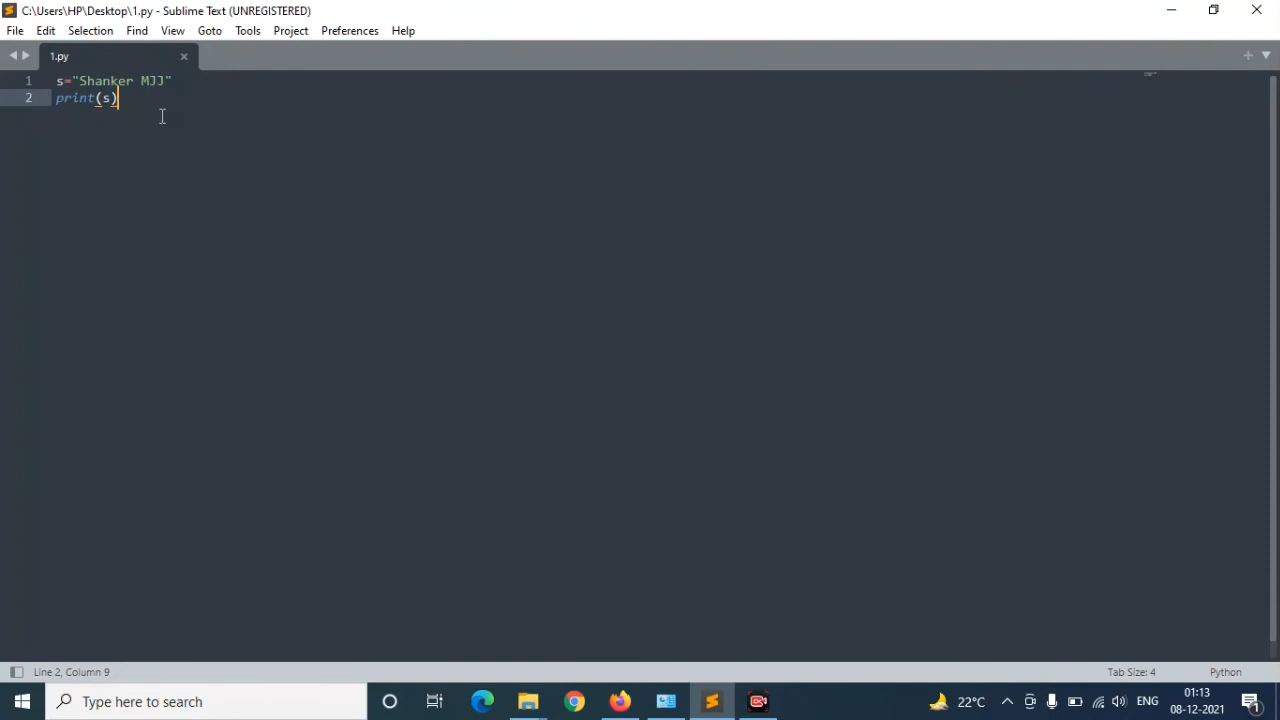 C:\Users\HP\Desktop\1.py - Sublime Text (UNREGISTERED)
File Edit Selection Find View Goto Tools Project Preferences Help
1.py
1 s="Shanker MJJ"
2 print(s)
Line 2, Column 9 Tab Size: 4 Python
Type here to search
22°C ENG
01:13
08-12-2021
1